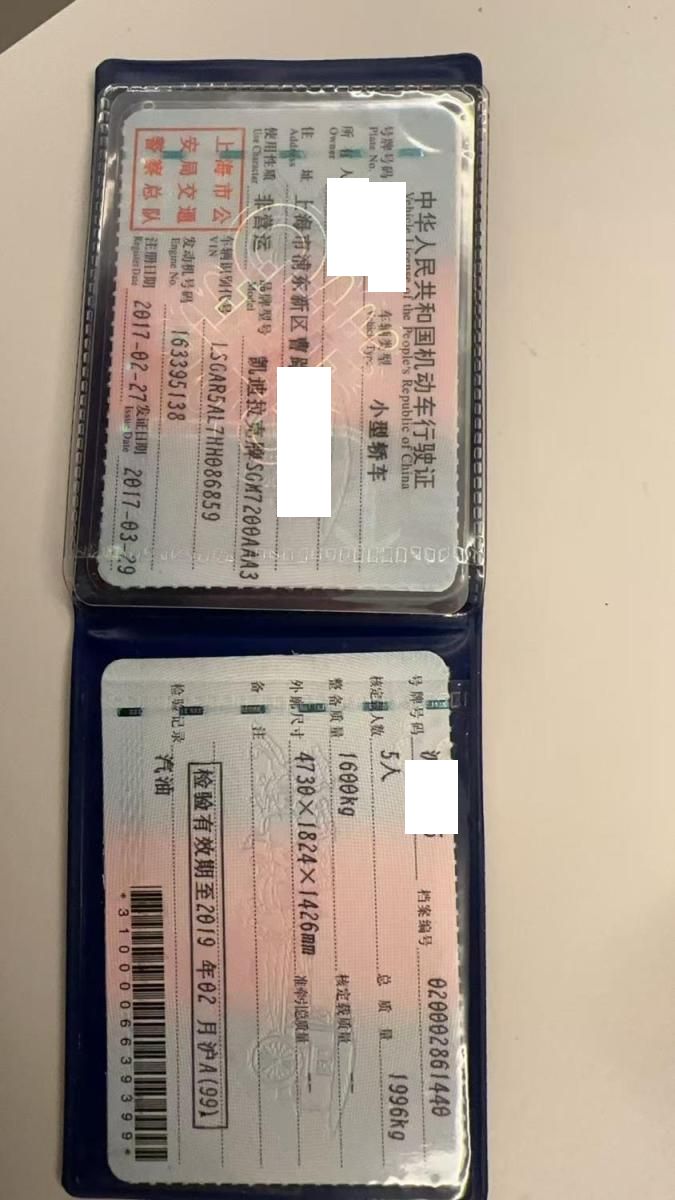 中华人民共和国机动车行驶证
Vehicle License of the People's Republic of China
号牌号码 车辆类型 小型轿车
Plate No. Vehicle Type
所有人
Owner
住址 上海市浦东新区曹
Address
使用性质 非营运 品牌型号 凯迪拉克牌SGM7200AAA3
Use Character Model
上海市公
安局交通
警察总队
车辆识别代号 LSGAR5AL7HH086859
VIN
发动机号码 163395138
Engine No.
注册日期 2017-02-27 发证日期 2017-03-29
Register Date Issue Date
号牌号码 档案编号 020002861440
核定载人数 5人 总质量 1996kg
整备质量 1600kg 核定载质量 --
外廓尺寸 4730×1824×1426mm 准牵引总质量 --
备注
检验有效期至2019年02月沪A(99)
检验记录 汽油
*3100066639399*